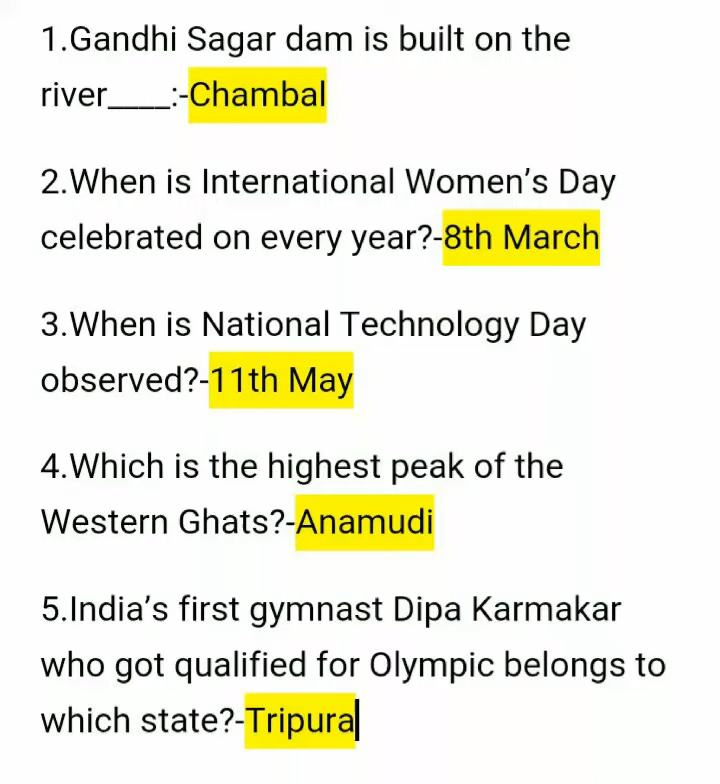 1.Gandhi Sagar dam is built on the
river____:-Chambal
2.When is International Women’s Day
celebrated on every year?-8th March
3.When is National Technology Day
observed?-11th May
4.Which is the highest peak of the
Western Ghats?-Anamudi
5.India’s first gymnast Dipa Karmakar
who got qualified for Olympic belongs to
which state?-Tripura